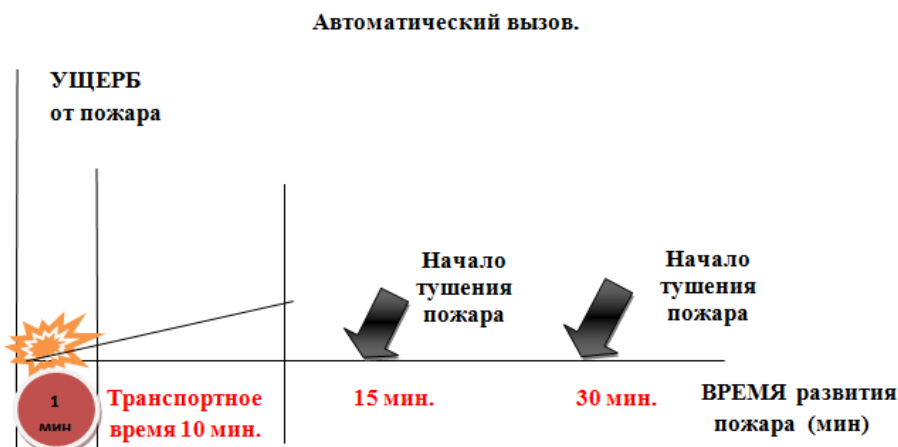 Автоматический вызов.
УЩЕРБ
от пожара
Начало
тушения
пожара
Начало
тушения
пожара
1
мин
Транспортное
время 10 мин.
15 мин.
30 мин.
ВРЕМЯ развития
пожара (мин)